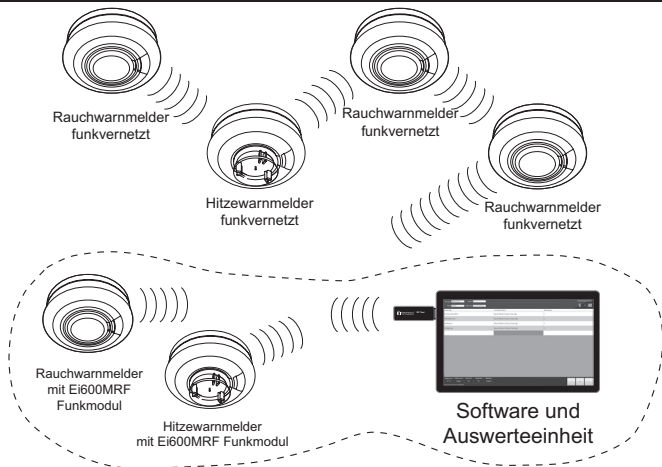 Rauchwarnmelder
funkvernetzt
Rauchwarnmelder
funkvernetzt
Hitzewarnmelder
funkvernetzt
Rauchwarnmelder
funkvernetzt
Rauchwarnmelder
mit Ei600MRF
Funkmodul
Hitzewarnmelder
mit Ei600MRF Funkmodul
Software und
Auswerteeinheit